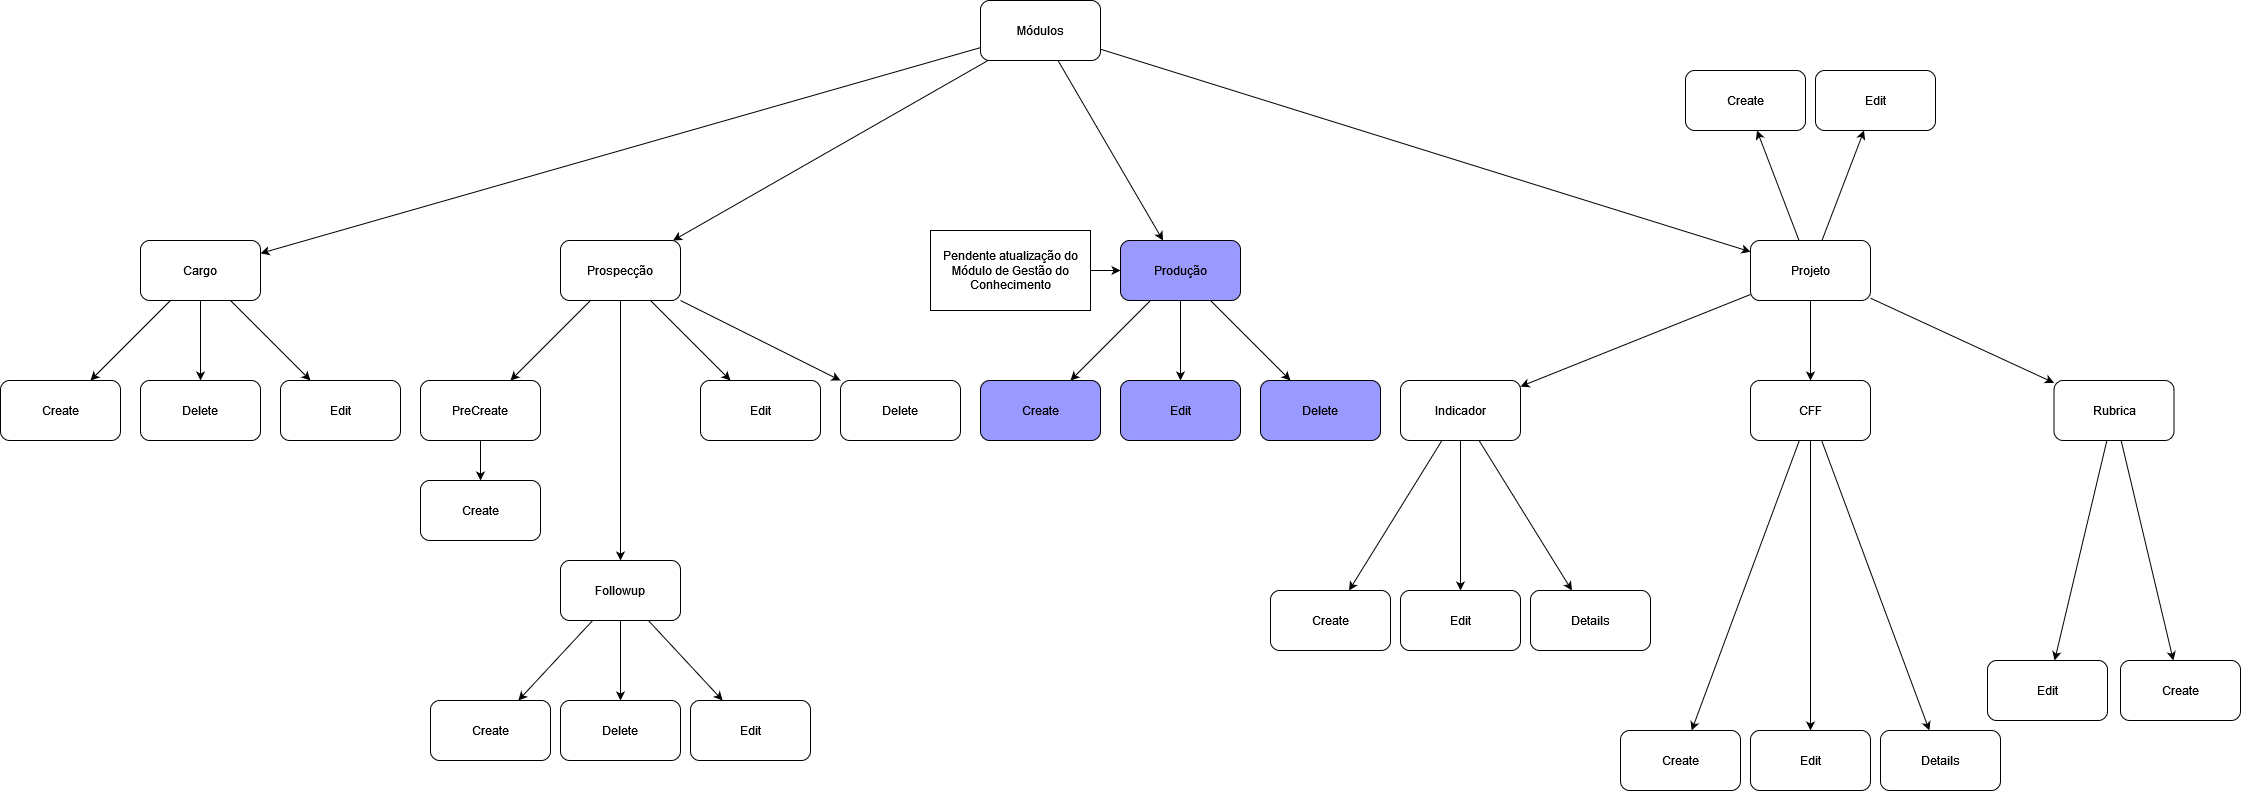 Módulos
Create
Edit
Cargo
Prospecção
Pendente atualização do
Módulo de Gestão do
Conhecimento
Produção
Projeto
Create
Delete
Edit
PreCreate
Edit
Delete
Create
Edit
Delete
Indicador
CFF
Rubrica
Create
Followup
Create
Edit
Details
Edit
Create
Create
Delete
Edit
Create
Edit
Details